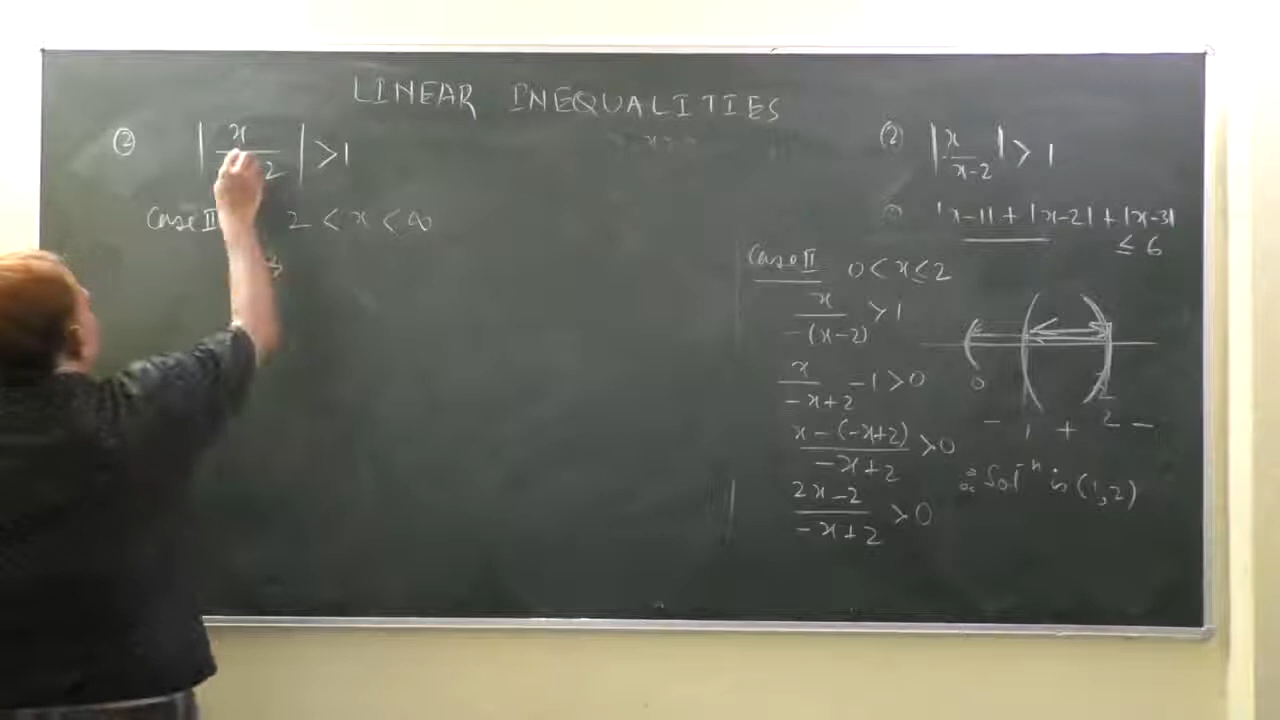 LINEAR INEQUALITIES
② | x / 2 | > 1
Case II 2 < x < ∞
② | x / x-2 | > 1
|x-1| + |x-2| + |x-3|
≤ 6
Case II 0 < x ≤ 2
x / -(x-2) > 1
x / -x+2 -1 > 0
x - (-x+2) / -x+2 > 0
2x-2 / -x+2 > 0
0
- 1 + 2 -
∴ Solⁿ is (1,2)